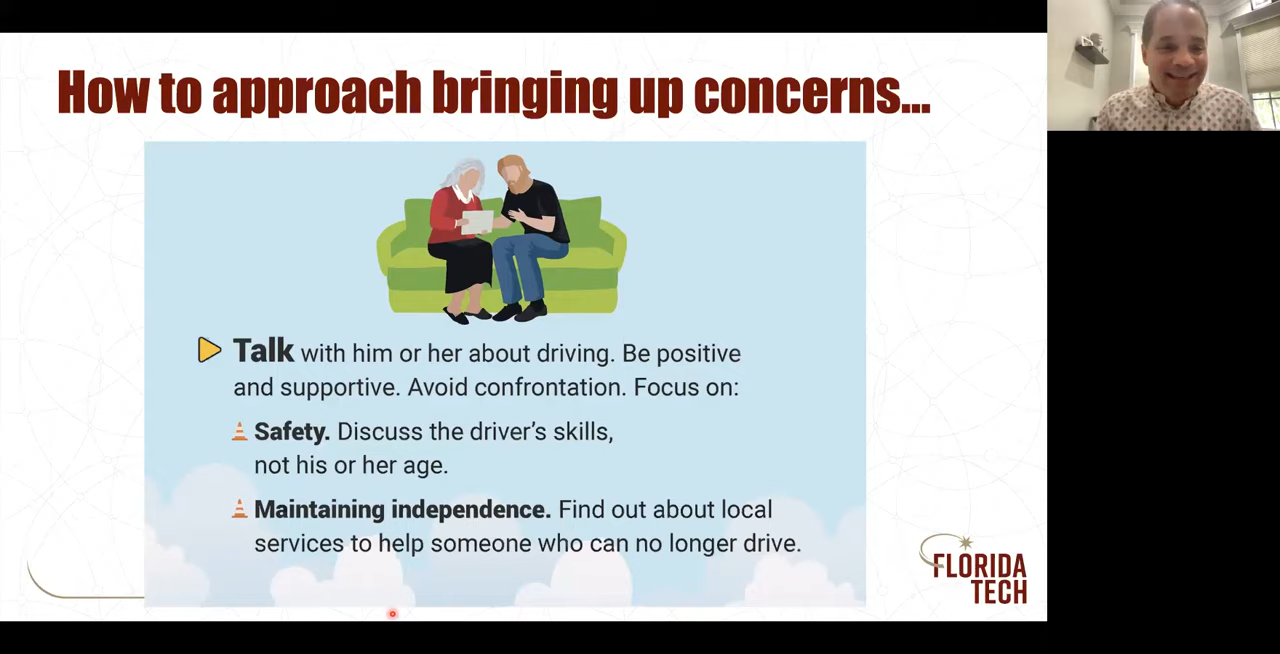 How to approach bringing up concerns...
Talk with him or her about driving. Be positive
and supportive. Avoid confrontation. Focus on:
Safety. Discuss the driver's skills,
not his or her age.
Maintaining independence. Find out about local
services to help someone who can no longer drive.
FLORIDA
TECH